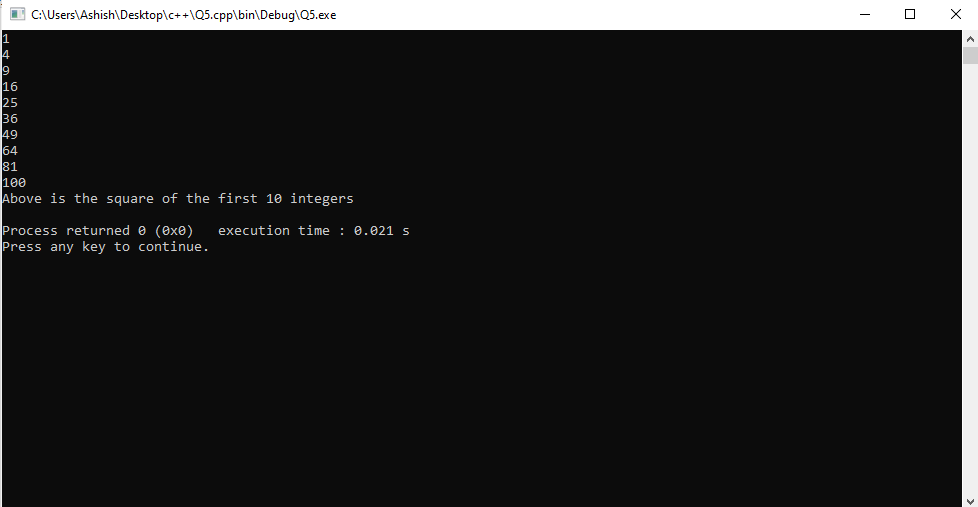 C:\Users\Ashish\Desktop\c++\Q5.cpp\bin\Debug\Q5.exe
1
4
9
16
25
36
49
64
81
100
Above is the square of the first 10 integers
Process returned 0 (0x0)   execution time : 0.021 s
Press any key to continue.